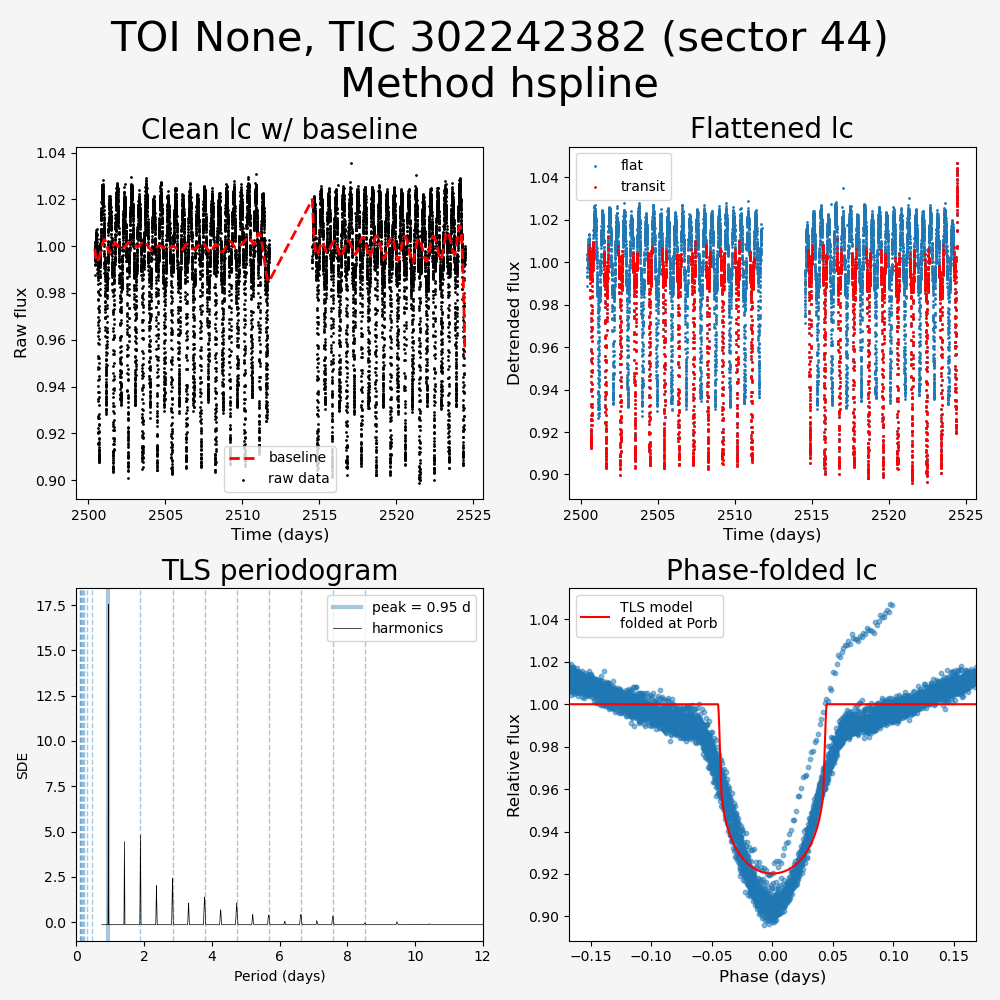 TOI None, TIC 302242382 (sector 44)
Method hspline
Clean lc w/ baseline
1.04
1.02
1.00
0.98
0.96
0.94
0.92
0.90
Raw flux
baseline
raw data
2500
2505
2510
2515
2520
2525
Time (days)
Flattened lc
flat
transit
1.04
1.02
1.00
0.98
0.96
0.94
0.92
0.90
Detrended flux
2500
2505
2510
2515
2520
2525
Time (days)
TLS periodogram
peak = 0.95 d
harmonics
17.5
15.0
12.5
10.0
7.5
5.0
2.5
0.0
SDE
0
2
4
6
8
10
12
Period (days)
Phase-folded lc
TLS model
folded at Porb
1.04
1.02
1.00
0.98
0.96
0.94
0.92
0.90
Relative flux
−0.15
−0.10
−0.05
0.00
0.05
0.10
0.15
Phase (days)